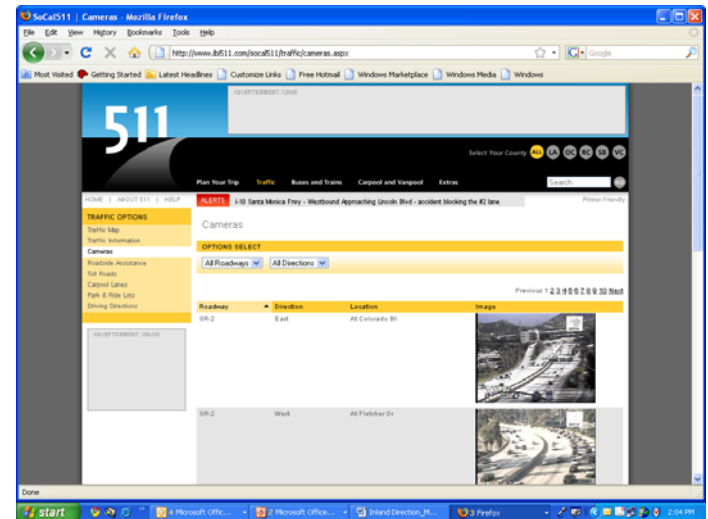 SoCal511 | Cameras - Mozilla Firefox
File Edit View History Bookmarks Tools Help
http://www.ibi511.com/socal511/traffic/cameras.aspx
Google
Most Visited Getting Started Latest Headlines Customize Links Free Hotmail Windows Marketplace Windows Media Windows
511
Select Your County ALL LA OC RC SB VC
Plan Your Trip Traffic Buses and Trains Carpool and Vanpool Extras Search
HOME | ABOUT 511 | HELP
ALERTS I-10 Santa Monica Frwy - Westbound Approaching Lincoln Blvd - accident blocking the #2 lane
Printer Friendly
TRAFFIC OPTIONS
Traffic Map
Traffic Information
Cameras
Roadside Assistance
Toll Roads
Carpool Lanes
Park & Ride Lots
Driving Directions
Cameras
OPTIONS SELECT
All Roadways All Directions
Previous 1 2 3 4 5 6 7 8 9 10 Next
Roadway Direction Location Image
SR-2 East At Colorado Bl
SR-2 West At Fletcher Dr
Done
start 4 Microsoft Offic... 2 Microsoft Office... Inland Direction_M... 3 Firefox 2:04 PM